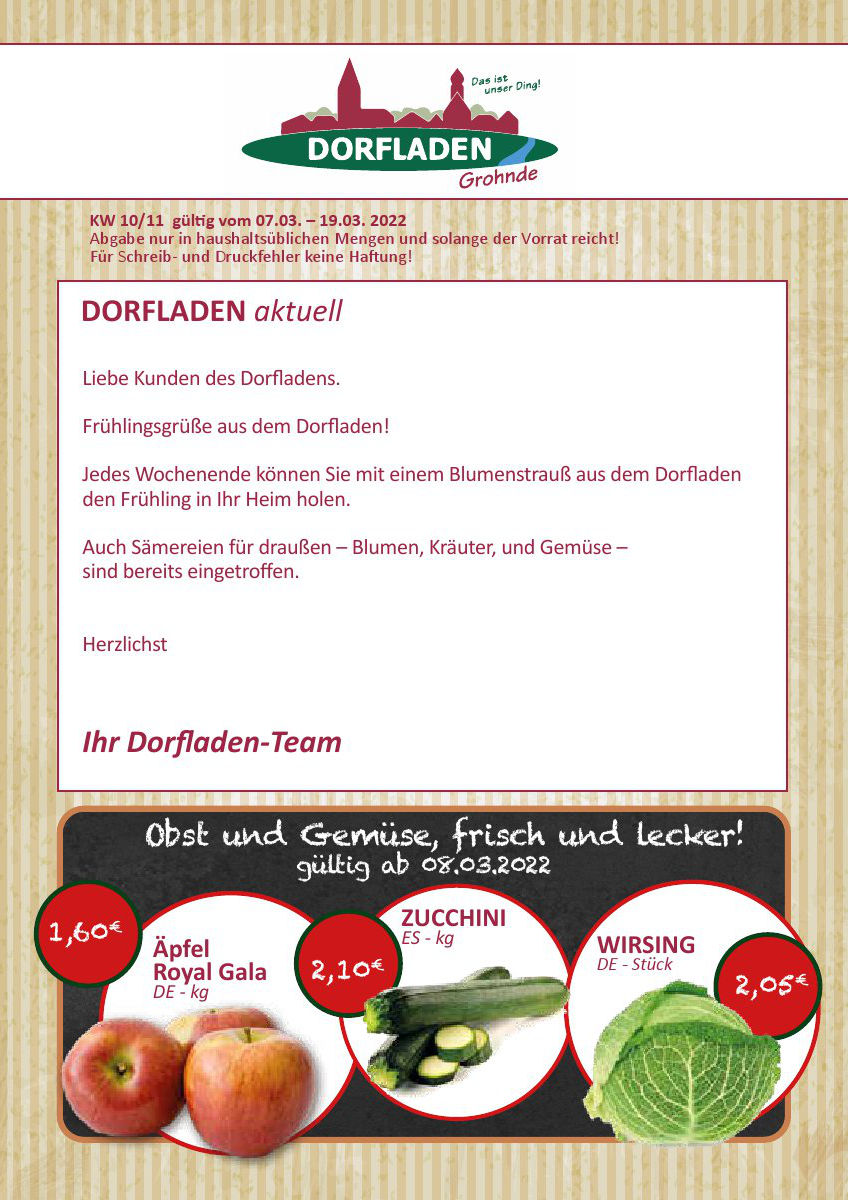 Das ist
unser Ding!
DORFLADEN
Grohnde
KW 10/11 gültig vom 07.03. – 19.03. 2022
Abgabe nur in haushaltsüblichen Mengen und solange der Vorrat reicht!
Für Schreib- und Druckfehler keine Haftung!
DORFLADEN aktuell
Liebe Kunden des Dorfladens.
Frühlingsgrüße aus dem Dorfladen!
Jedes Wochenende können Sie mit einem Blumenstrauß aus dem Dorfladen
den Frühling in Ihr Heim holen.
Auch Sämereien für draußen – Blumen, Kräuter, und Gemüse –
sind bereits eingetroffen.
Herzlichst
Ihr Dorfladen-Team
Obst und Gemüse, frisch und lecker!
gültig ab 08.03.2022
1,60€
Äpfel
Royal Gala
DE - kg
2,10€
ZUCCHINI
ES - kg
WIRSING
DE - Stück
2,05€